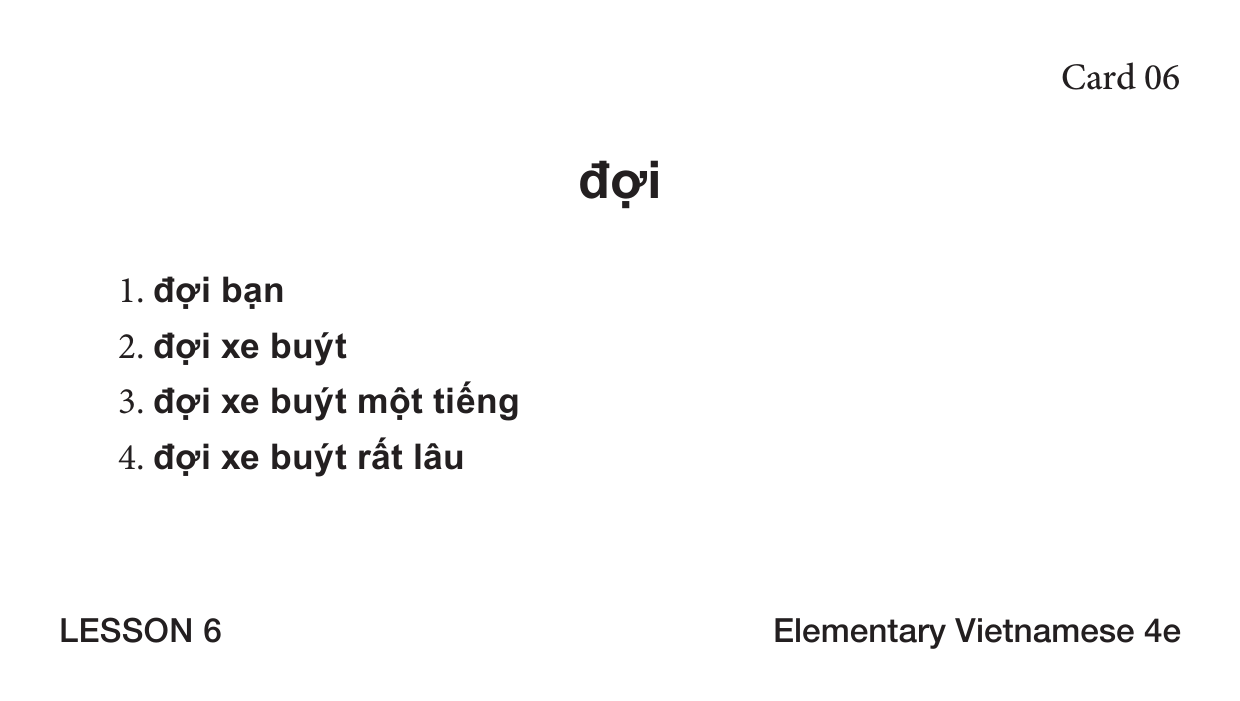 Card 06
đợi
1. đợi bạn
2. đợi xe buýt
3. đợi xe buýt một tiếng
4. đợi xe buýt rất lâu
LESSON 6
Elementary Vietnamese 4e